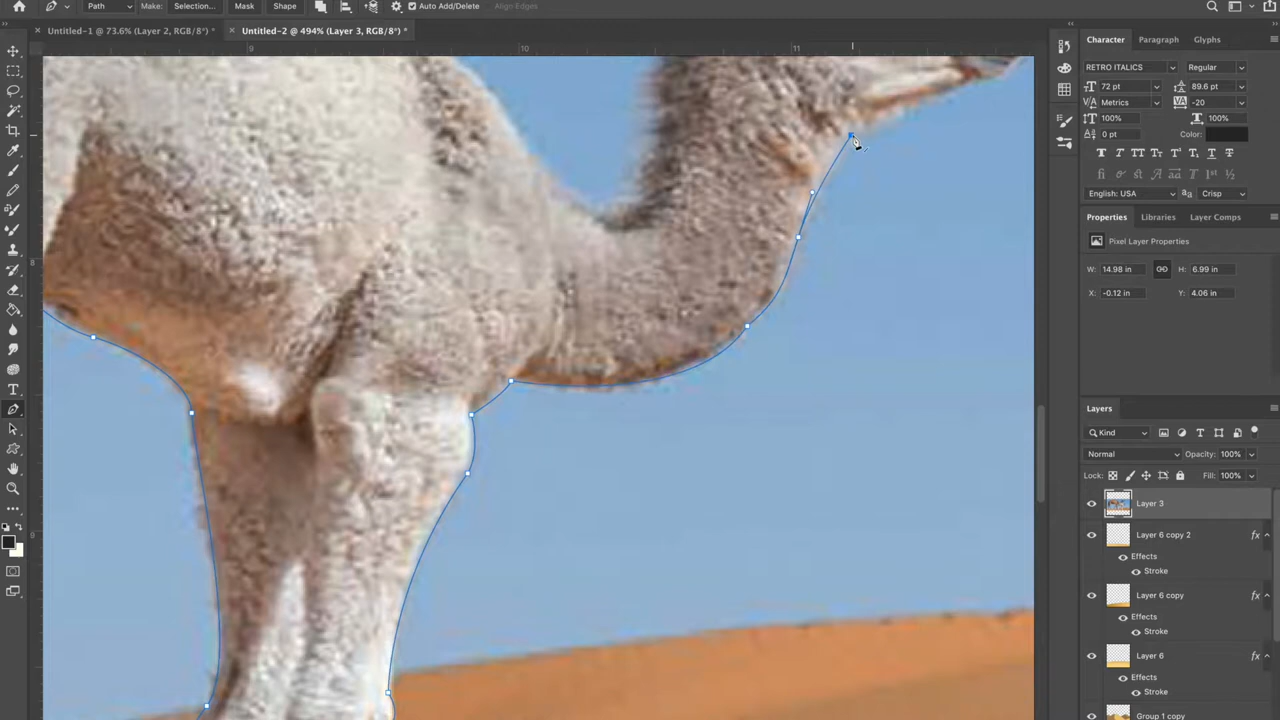 Path
Make:
Selection...
Mask
Shape
Auto Add/Delete
Align Edges
Untitled-1 @ 73.6% (Layer 2, RGB/8*) *
Untitled-2 @ 494% (Layer 3, RGB/8*) *
9
10
11
8
9
Character
Paragraph
Glyphs
RETRO ITALICS
Regular
72 pt
89.6 pt
Metrics
-20
100%
100%
0 pt
Color:
English: USA
Crisp
Properties
Libraries
Layer Comps
Pixel Layer Properties
W: 14.98 in
H: 6.99 in
X: -0.12 in
Y: 4.06 in
Layers
Kind
Normal
Opacity: 100%
Lock:
Fill: 100%
Layer 3
Layer 6 copy 2
fx
Effects
Stroke
Layer 6 copy
fx
Effects
Stroke
Layer 6
fx
Effects
Stroke
Group 1 copy